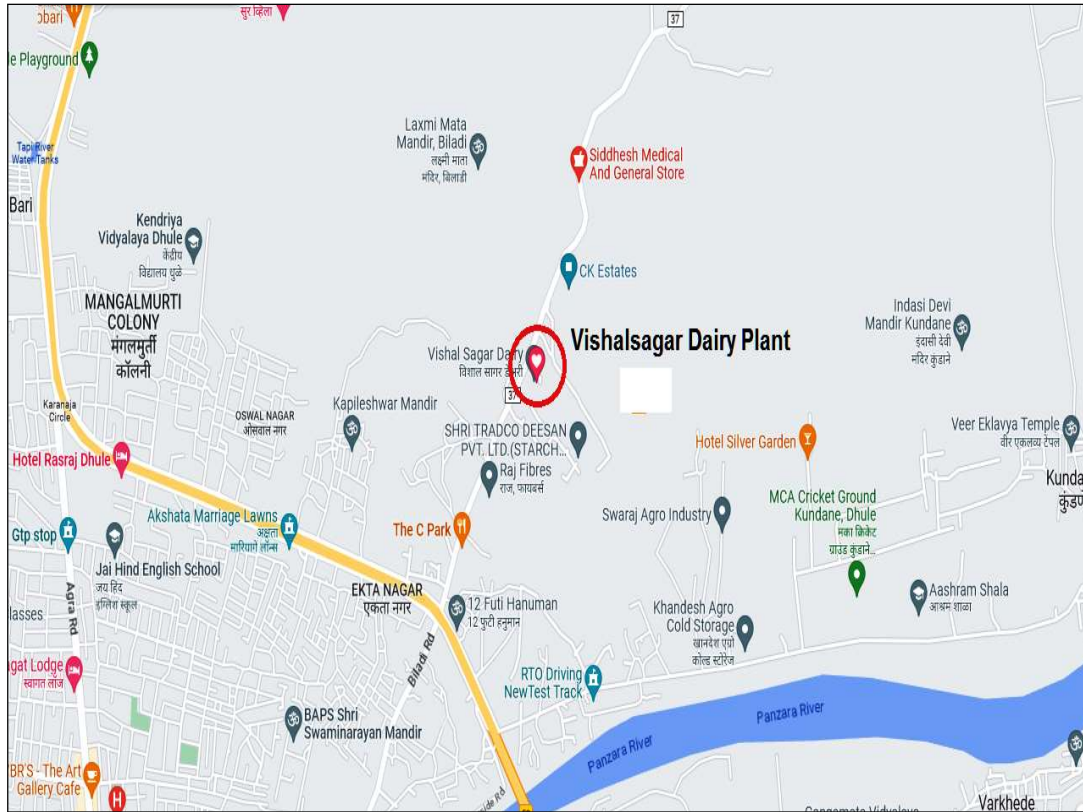 obari
सुर व्हिला
37
le Playground
Laxmi Mata
Mandir, Biladi
लक्ष्मी माता
मंदिर, बिलाडी
Siddhesh Medical
And General Store
Tapi River
Water Tanks
Bari
Kendriya
Vidyalaya Dhule
केंद्रीय
विद्यालय धुळे
CK Estates
MANGALMURTI
COLONY
मंगलमुर्ती
कॉलनी
Indasi Devi
Mandir Kundane
इंदासी देवी
मंदिर कुंडाने
Vishalsagar Dairy Plant
Vishal Sagar Dairy
विशाल सागर
37
Karanaja
Circle
OSWAL NAGAR
ओसवाल नगर
Kapileshwar Mandir
SHRI TRADCO DEESAN
PVT. LTD.(STARCH...
Hotel Silver Garden
Veer Eklavya Temple
वीर एकलव्य टेंपल
Hotel Rasraj Dhule
Raj Fibres
राज, फायबर्स
Kunda
कुंडाणे
MCA Cricket Ground
Kundane, Dhule
मका क्रिकेट
ग्राउंड कुंडाने...
Swaraj Agro Industry
Akshata Marriage Lawns
अक्षता
मारियागे लॉन्स
The C Park
Gtp stop
Jai Hind English School
जय हिंद
इंग्लिश स्कूल
EKTA NAGAR
एकता नगर
12 Futi Hanuman
12 फुटी हनुमान
Aashram Shala
आश्रम शाळा
Agra Rd
lasses
Khandesh Agro
Cold Storage
खानदेश एग्रो
कोल्ड स्टोरेज
Biladi Rd
agat Lodge
स्वागत लॉज
RTO Driving
NewTest Track
BAPS Shri
Swaminarayan Mandir
Panzara River
Panzara River
BR'S - The Art
Gallery Cafe
H
Varkhede